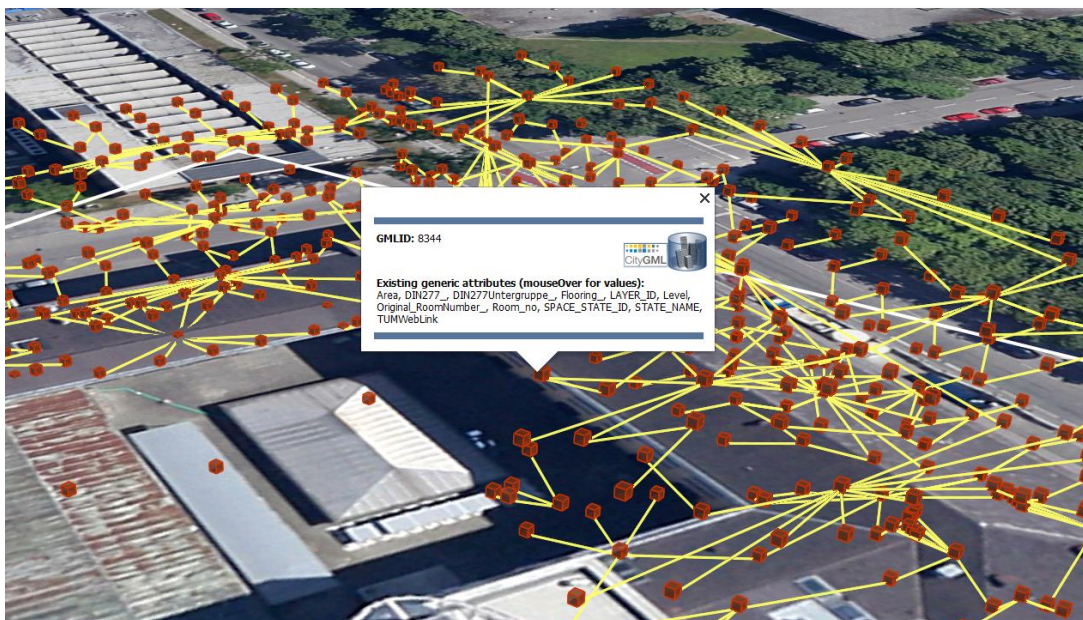 GMLID: 8344
CityGML
Existing generic attributes (mouseOver for values):
Area, DIN277_, DIN277Untergruppe_, Flooring_, LAYER_ID, Level,
Original_RoomNumber_, Room_no, SPACE_STATE_ID, STATE_NAME,
TUMWebLink